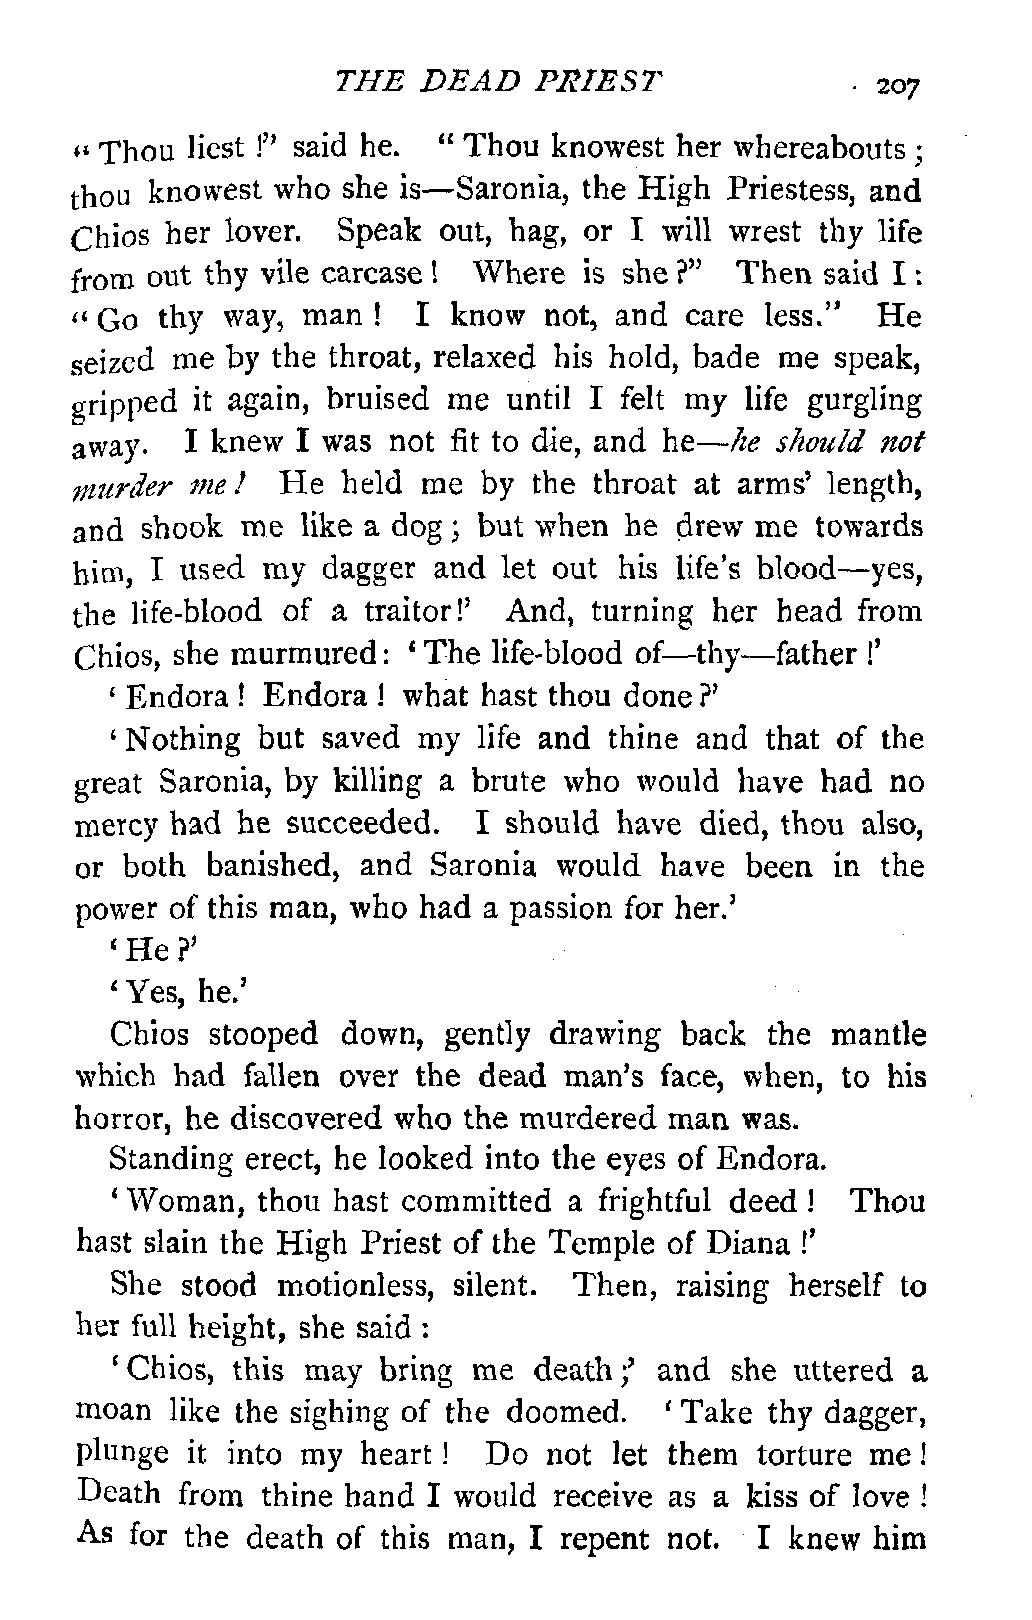 THE DEAD PRIEST 207
“ Thou liest !” said he. “ Thou knowest her whereabouts ;
thou knowest who she is—Saronia, the High Priestess, and
Chios her lover. Speak out, hag, or I will wrest thy life
from out thy vile carcase ! Where is she ?” Then said I :
“ Go thy way, man ! I know not, and care less.” He
seized me by the throat, relaxed his hold, bade me speak,
gripped it again, bruised me until I felt my life gurgling
away. I knew I was not fit to die, and he—he should not
murder me ! He held me by the throat at arms’ length,
and shook me like a dog ; but when he drew me towards
him, I used my dagger and let out his life’s blood—yes,
the life-blood of a traitor !’ And, turning her head from
Chios, she murmured : ‘ The life-blood of—thy—father !’
‘ Endora ! Endora ! what hast thou done ?’
‘ Nothing but saved my life and thine and that of the
great Saronia, by killing a brute who would have had no
mercy had he succeeded. I should have died, thou also,
or both banished, and Saronia would have been in the
power of this man, who had a passion for her.’
‘ He ?’
‘ Yes, he.’
Chios stooped down, gently drawing back the mantle
which had fallen over the dead man’s face, when, to his
horror, he discovered who the murdered man was.
Standing erect, he looked into the eyes of Endora.
‘ Woman, thou hast committed a frightful deed ! Thou
hast slain the High Priest of the Temple of Diana !’
She stood motionless, silent. Then, raising herself to
her full height, she said :
‘ Chios, this may bring me death ;’ and she uttered a
moan like the sighing of the doomed. ‘ Take thy dagger,
plunge it into my heart ! Do not let them torture me !
Death from thine hand I would receive as a kiss of love !
As for the death of this man, I repent not. I knew him